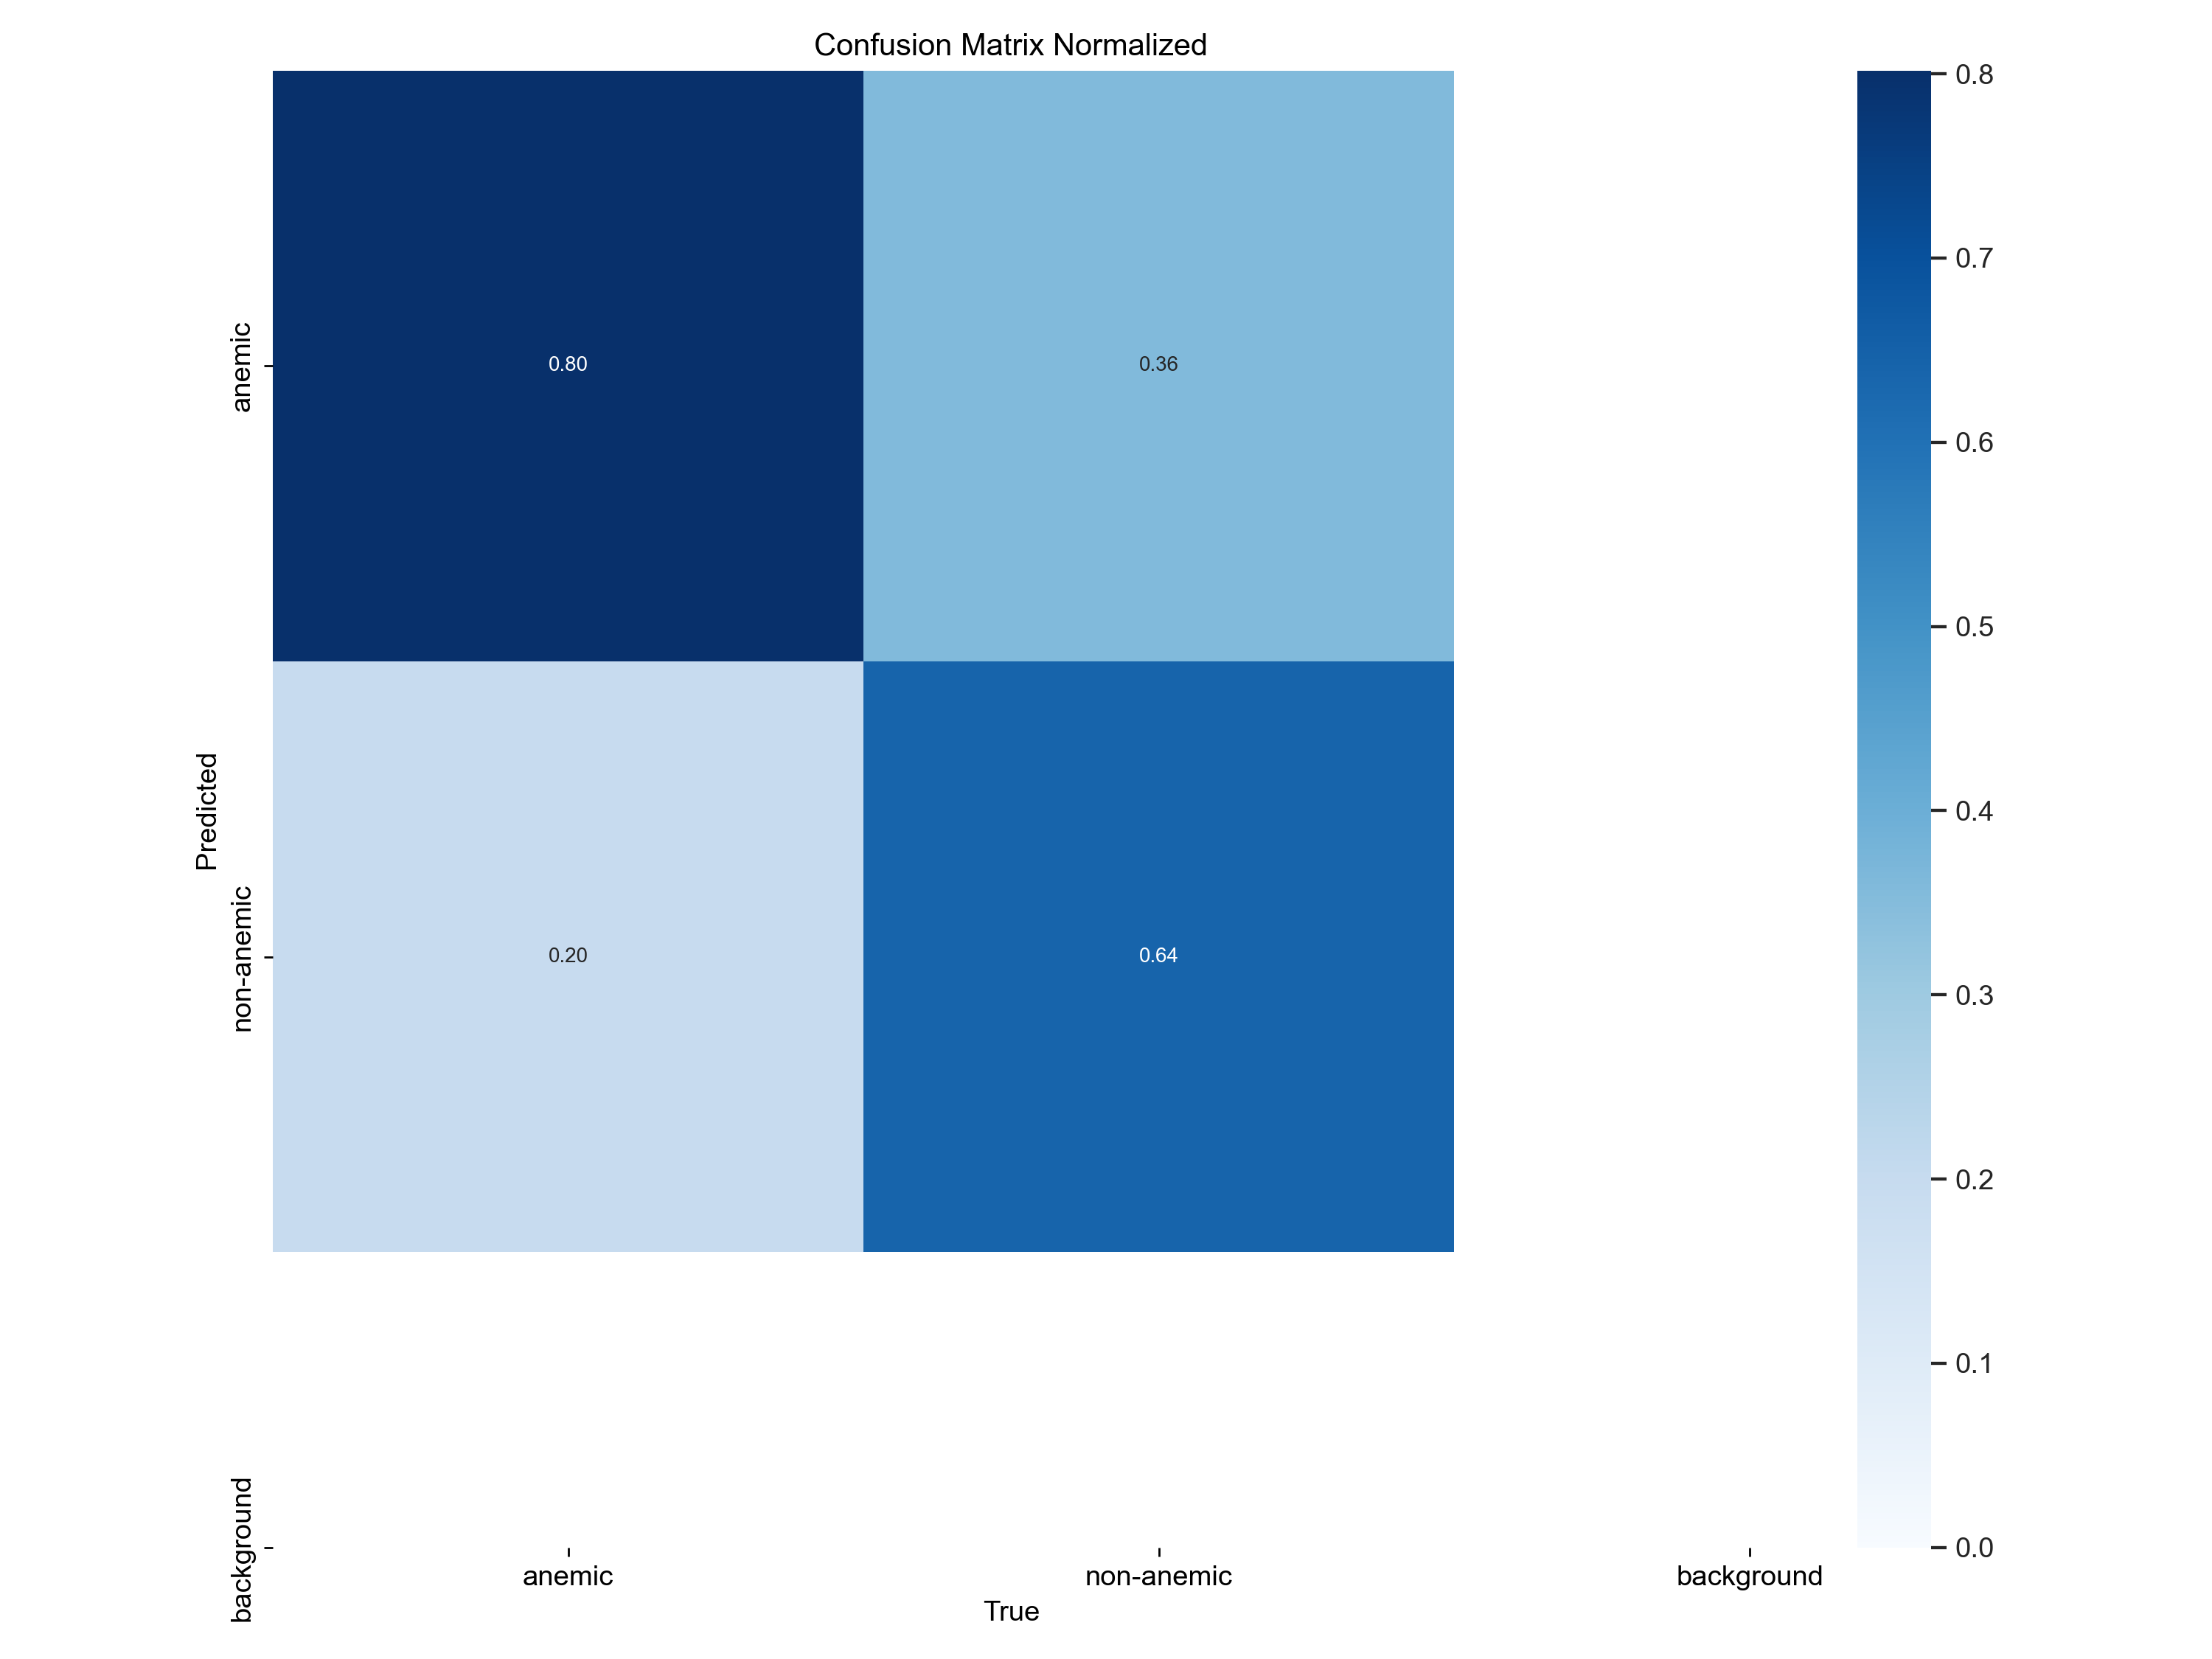 Confusion Matrix Normalized
anemic
0.80
0.36
Predicted
non-anemic
0.20
0.64
background
anemic
non-anemic
background
True
0.8
0.7
0.6
0.5
0.4
0.3
0.2
0.1
0.0